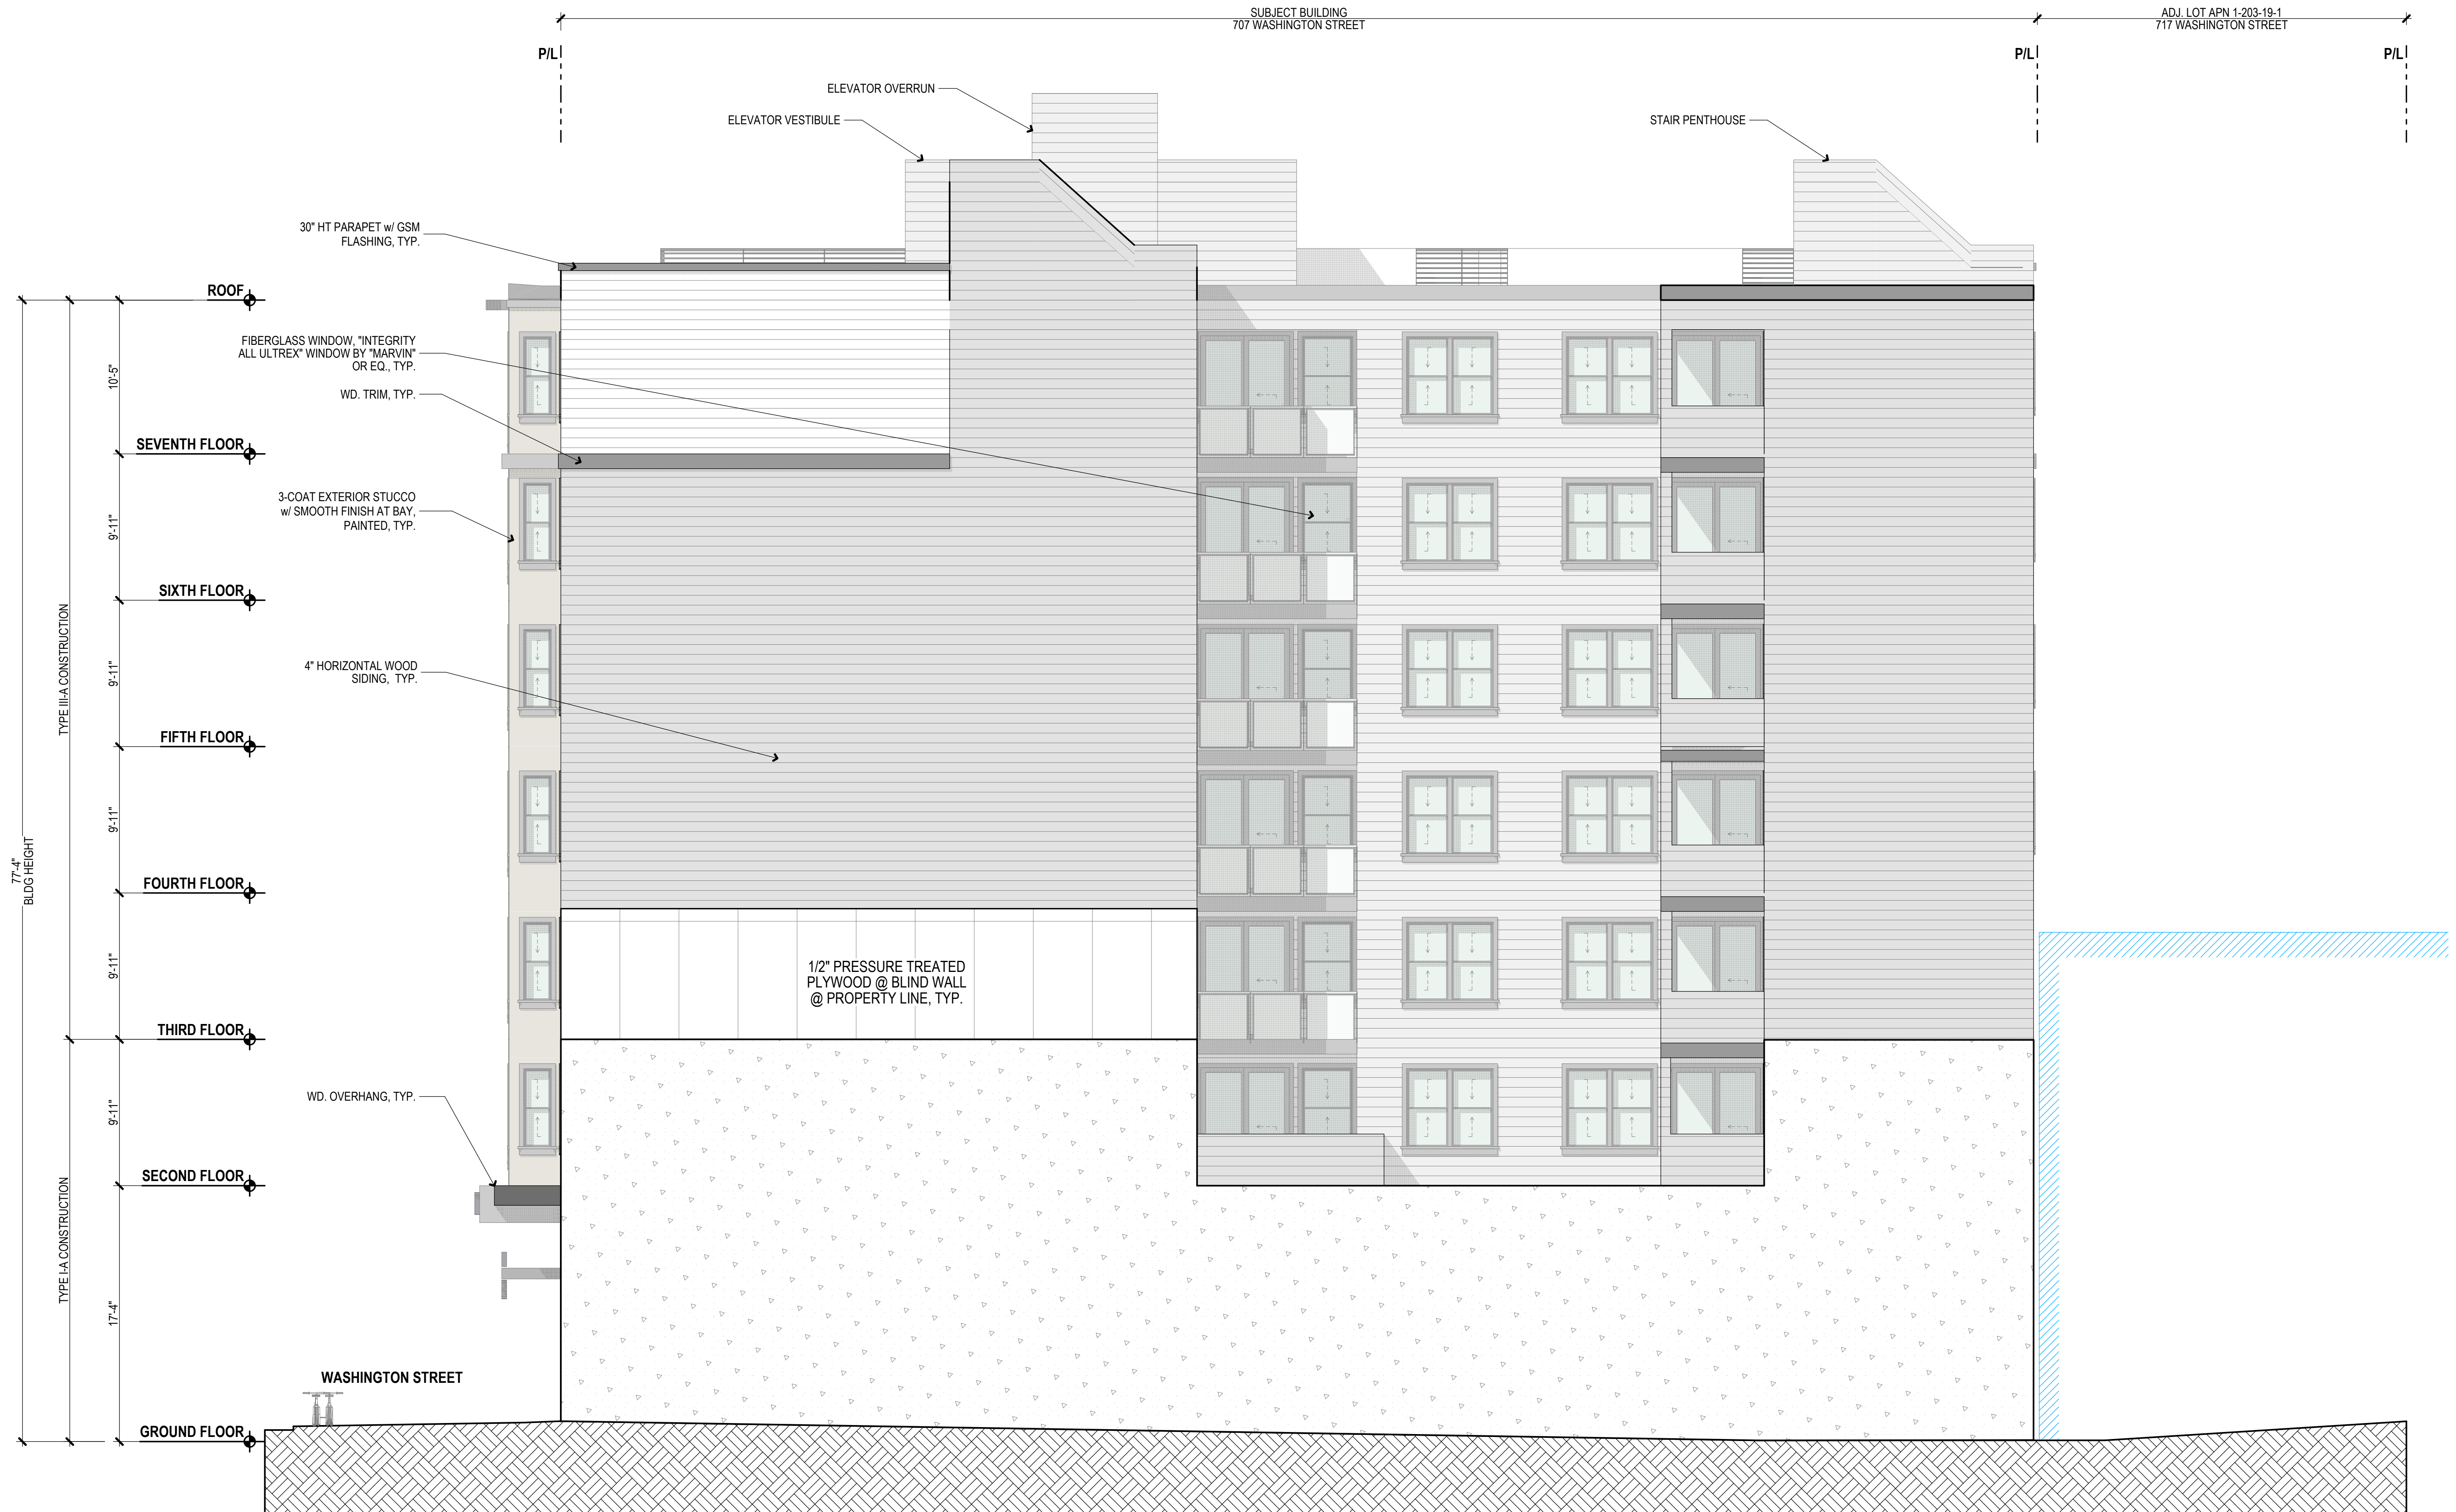 SUBJECT BUILDING
707 WASHINGTON STREET
ADJ. LOT APN 1-203-19-1
717 WASHINGTON STREET
P/L
P/L
P/L
ELEVATOR OVERRUN
ELEVATOR VESTIBULE
STAIR PENTHOUSE
30" HT PARAPET w/ GSM
FLASHING, TYP.
ROOF
FIBERGLASS WINDOW, "INTEGRITY
ALL ULTREX" WINDOW BY "MARVIN"
OR EQ., TYP.
10'-5"
WD. TRIM, TYP.
SEVENTH FLOOR
3-COAT EXTERIOR STUCCO
w/ SMOOTH FINISH AT BAY,
PAINTED, TYP.
9'-11"
SIXTH FLOOR
TYPE III-A CONSTRUCTION
9'-11"
4" HORIZONTAL WOOD
SIDING, TYP.
FIFTH FLOOR
9'-11"
77'-4"
BLDG HEIGHT
FOURTH FLOOR
9'-11"
1/2" PRESSURE TREATED
PLYWOOD @ BLIND WALL
@ PROPERTY LINE, TYP.
THIRD FLOOR
9'-11"
WD. OVERHANG, TYP.
SECOND FLOOR
TYPE I-A CONSTRUCTION
17'-4"
WASHINGTON STREET
GROUND FLOOR